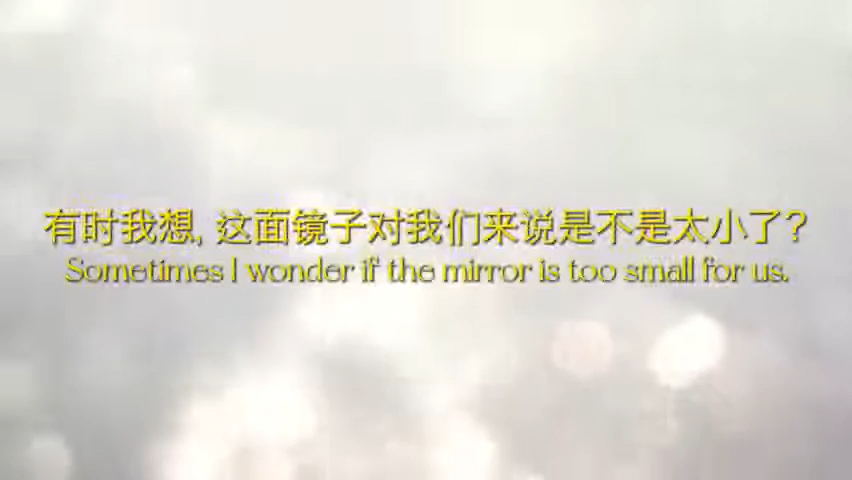 有时我想, 这面镜子对我们来说是不是太小了?
Sometimes I wonder if the mirror is too small for us.